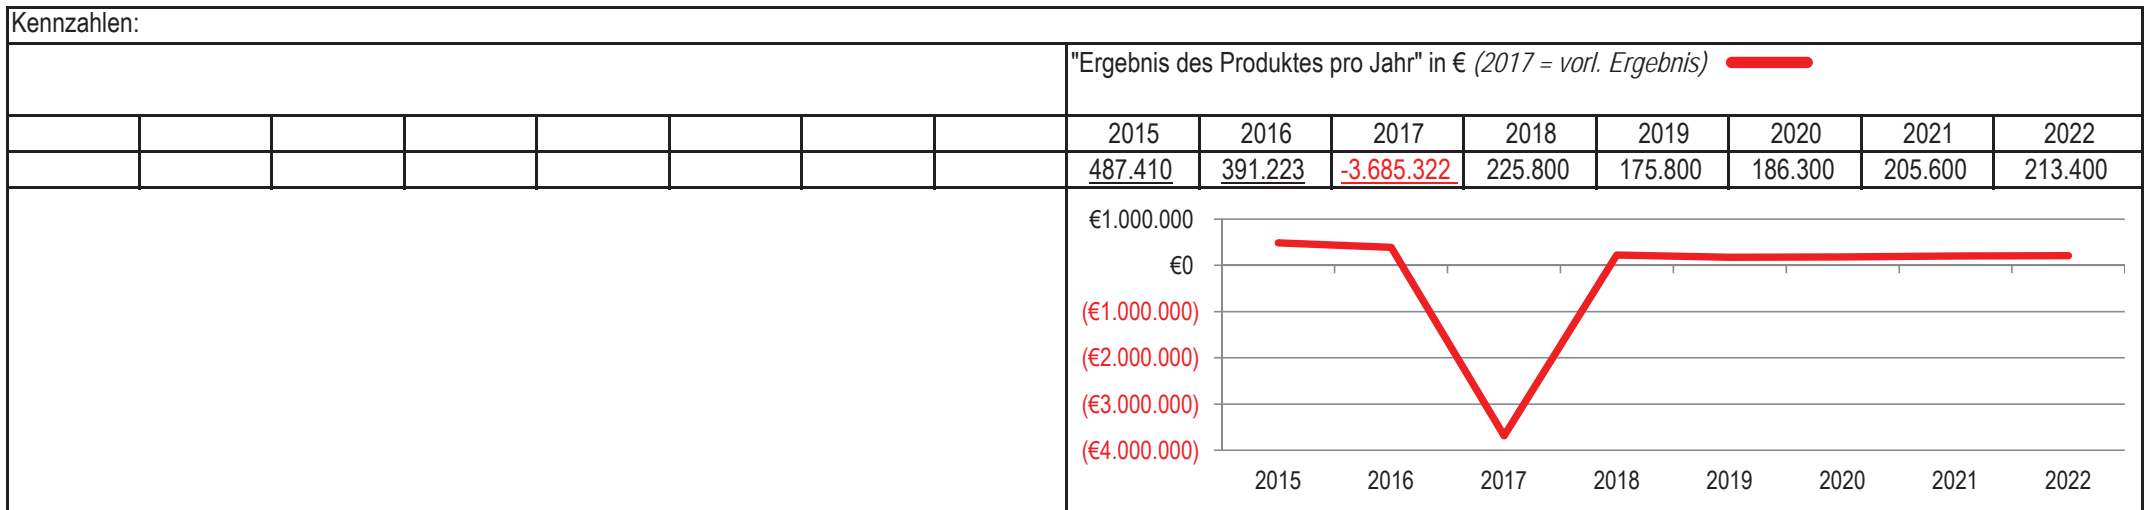 Kennzahlen:
"Ergebnis des Produktes pro Jahr" in € (2017 = vorl. Ergebnis)
2015 2016 2017 2018 2019 2020 2021 2022
487.410 391.223 -3.685.322 225.800 175.800 186.300 205.600 213.400
€1.000.000
€0
(€1.000.000)
(€2.000.000)
(€3.000.000)
(€4.000.000)
2015 2016 2017 2018 2019 2020 2021 2022